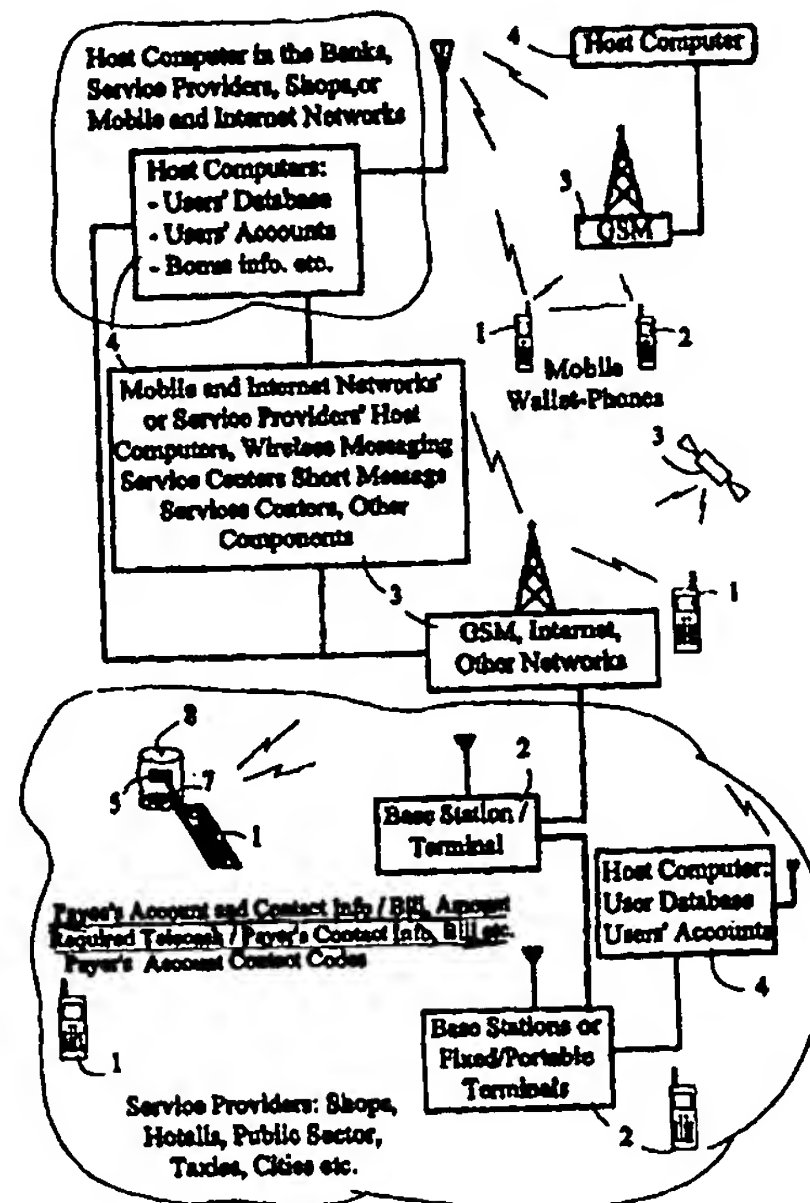 Host Computer in the Banks,
Service Providers, Shops, or
Mobile and Internet Networks
4
Host Computer
Host Computers:
- Users' Database
- Users' Accounts
- Bonus info. etc.
3
GSM
4
1
2
Mobile
Wallet-Phones
Mobile and Internet Networks'
or Service Providers' Host
Computers, Wireless Messaging
Service Centers Short Message
Services Centers, Other
Components
3
3
1
GSM, Internet,
Other Networks
8
5
7
1
2
Base Station /
Terminal
Host Computer:
User Database
Users' Accounts
4
Payee's Account and Contact Info / Bill, Amount
Required Telecash / Payer's Contact Info, Bill etc.
Payer's Account Contact Codes
1
Base Stations or
Fixed/Portable
Terminals
2
Service Providers: Shops,
Hotells, Public Sector,
Taxies, Cities etc.